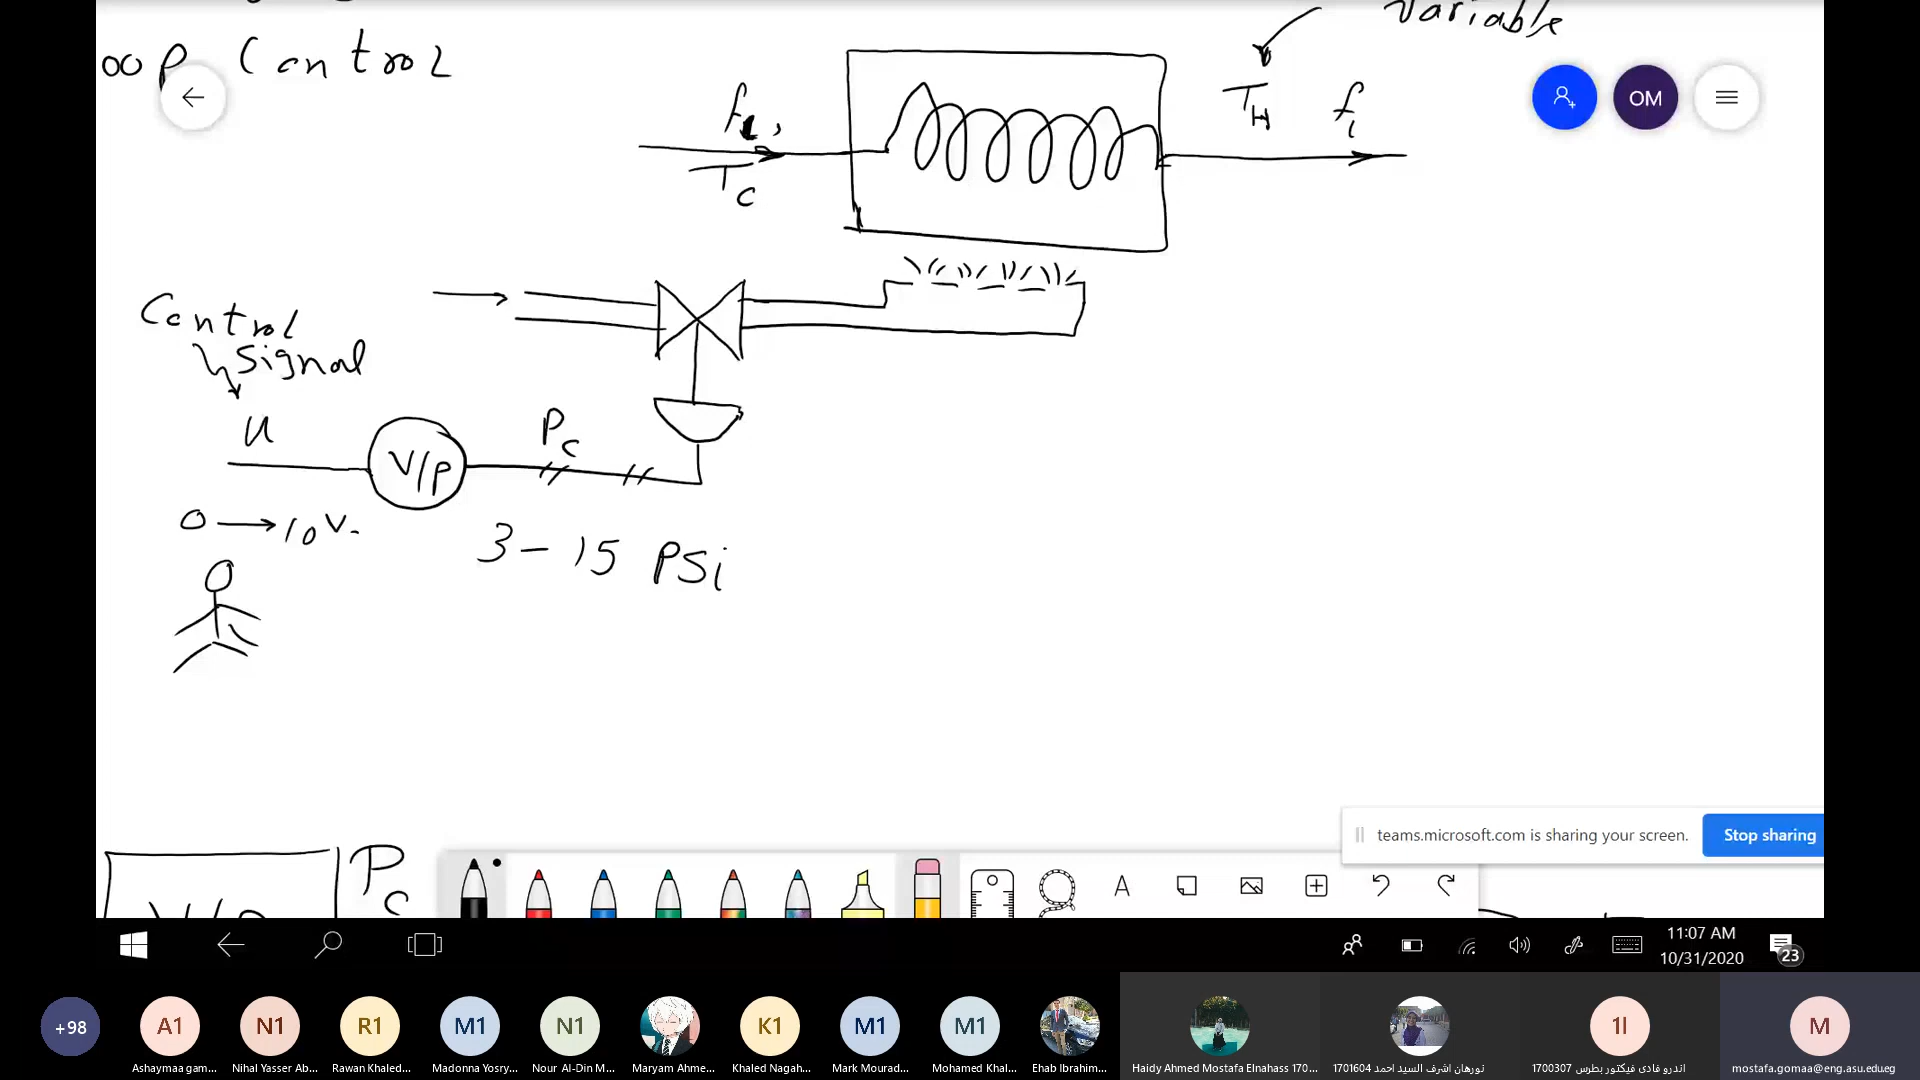 Variable
oop Control
OM
fL,
TH f1
Tc
Control
Signal
u
V/P
Pc
0 → 10 V.
3 - 15 PSi
teams.microsoft.com is sharing your screen. Stop sharing
Pc
A
11:07 AM
10/31/2020
23
+98
A1 N1 R1 M1 N1 K1 M1 M1 1ا M
Ashaymaa gam... Nihal Yasser Ab... Rawan Khaled... Madonna Yosry... Nour Al-Din M... Maryam Ahme... Khaled Nagah... Mark Mourad... Mohamed Khal... Ehab Ibrahim... Haidy Ahmed Mostafa Elnahass 170... نورهان اشرف السيد احمد 1701604 اندرو فادى فيكتور بطرس 1700307 mostafa.gomaa@eng.asu.edu.eg